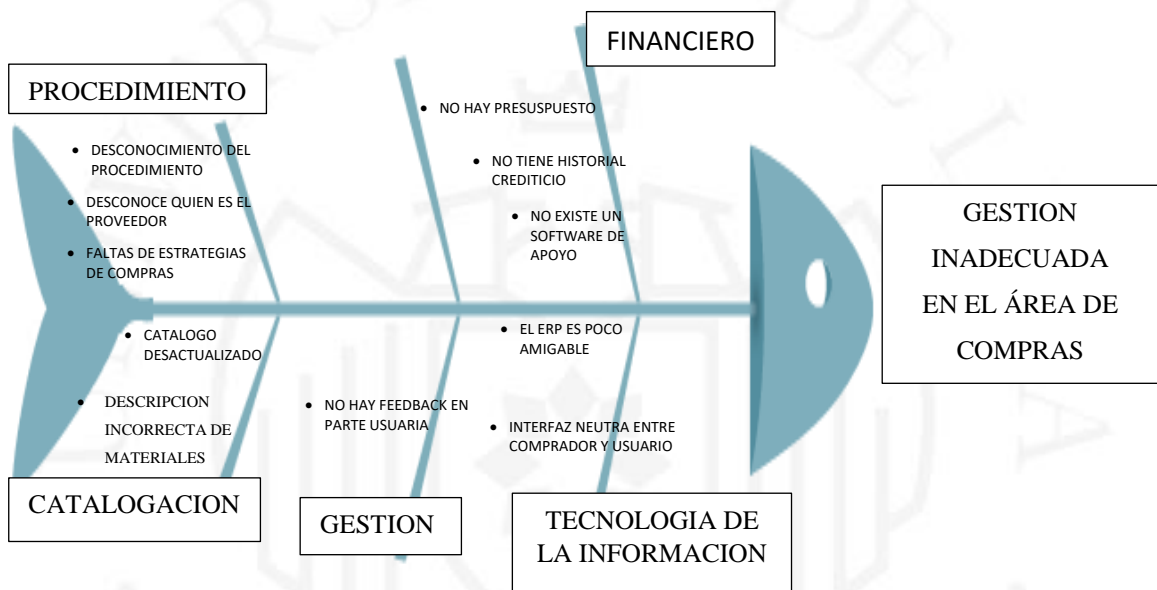 FINANCIERO
PROCEDIMIENTO
• NO HAY PRESUSPUESTO
• DESCONOCIMIENTO DEL
PROCEDIMIENTO
• DESCONOCE QUIEN ES EL
PROVEEDOR
• FALTAS DE ESTRATEGIAS
DE COMPRAS
• NO TIENE HISTORIAL
CREDITICIO
• NO EXISTE UN
SOFTWARE DE
APOYO
GESTION
INADECUADA
EN EL ÁREA DE
COMPRAS
• CATALOGO
DESACTUALIZADO
• DESCRIPCION
INCORRECTA DE
MATERIALES
CATALOGACION
• NO HAY FEEDBACK EN
PARTE USUARIA
GESTION
• EL ERP ES POCO
AMIGABLE
• INTERFAZ NEUTRA ENTRE
COMPRADOR Y USUARIO
TECNOLOGIA DE
LA INFORMACION